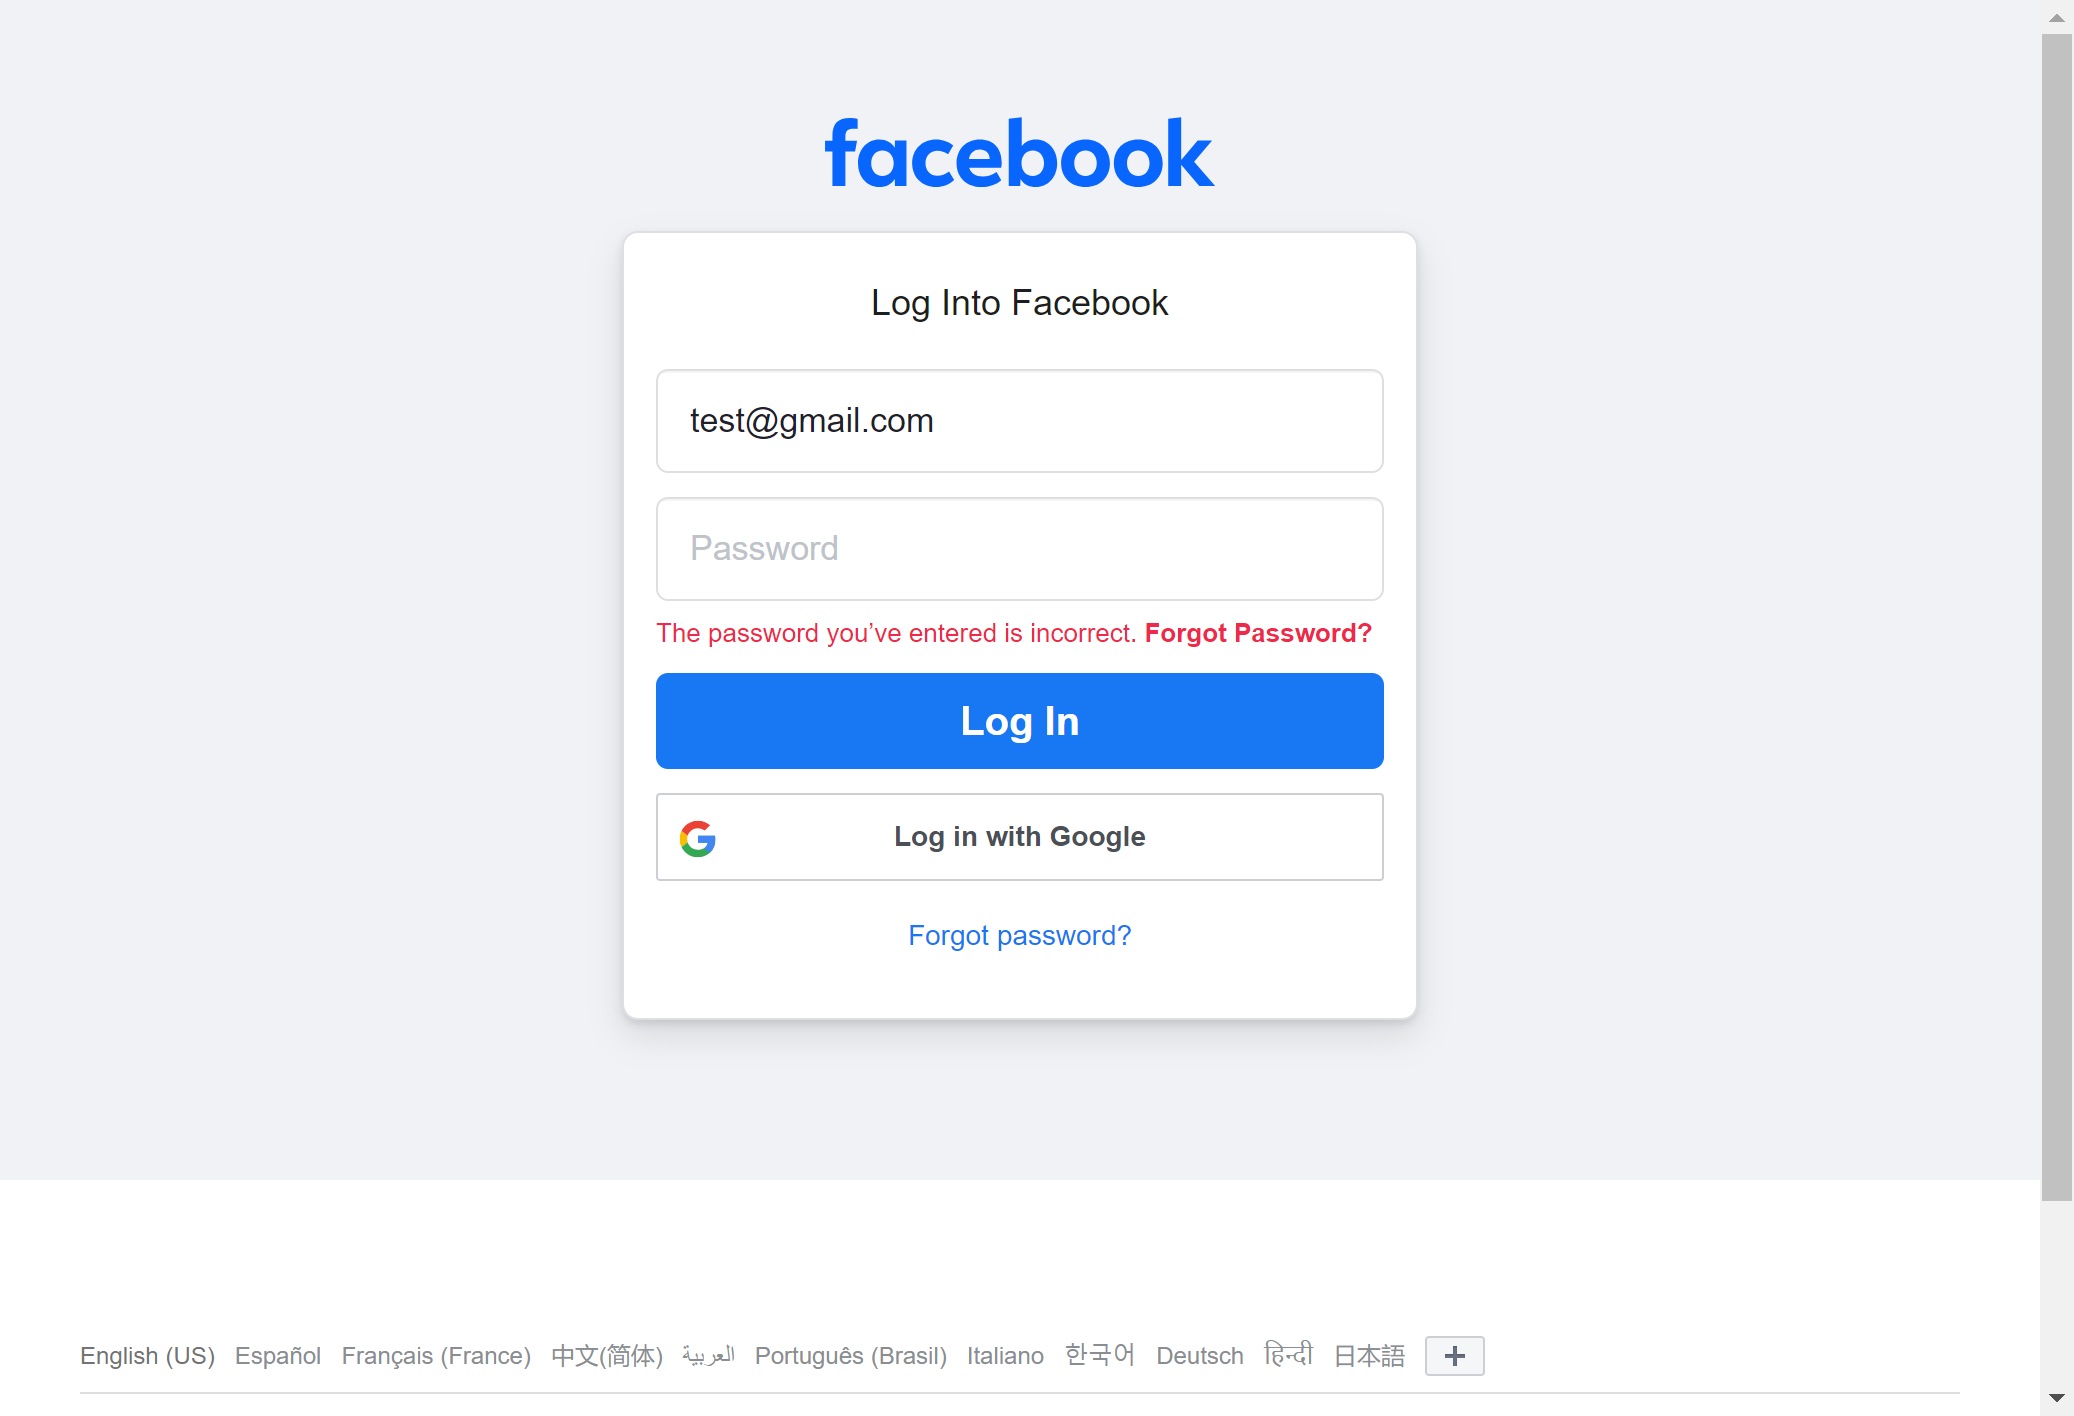 facebook
Log Into Facebook
test@gmail.com
Password
The password you’ve entered is incorrect. Forgot Password?
Log In
Log in with Google
Forgot password?
English (US) Español Français (France) 中文(简体) العربية Português (Brasil) Italiano 한국어 Deutsch हिन्दी 日本語